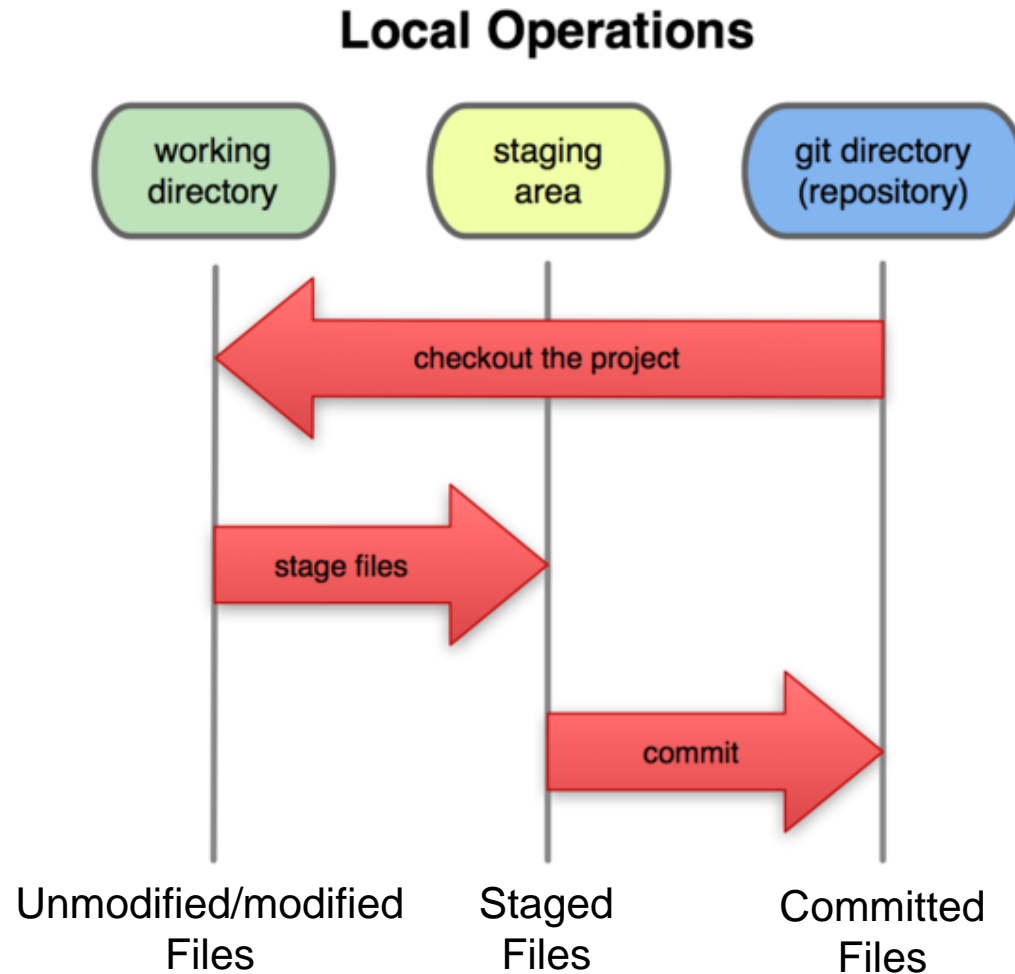 Local Operations
working
directory
staging
area
git directory
(repository)
checkout the project
stage files
commit
Unmodified/modified
Files
Staged
Files
Committed
Files